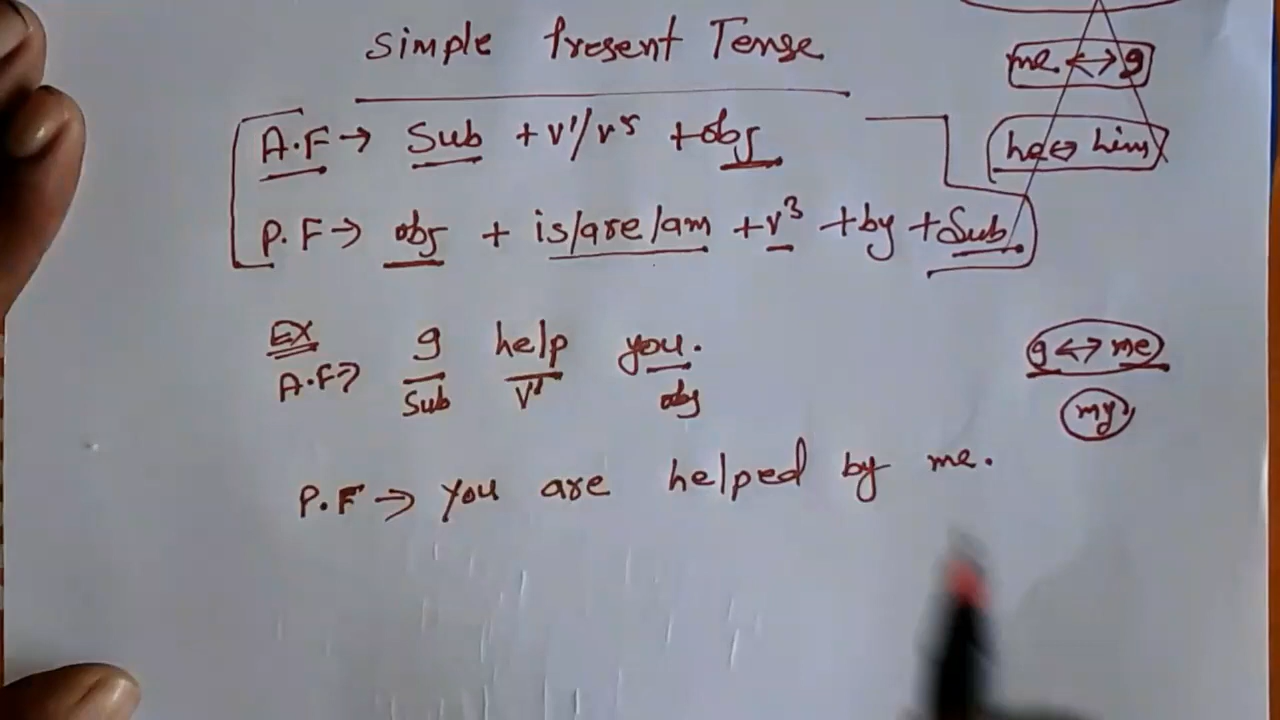 Simple Present Tense
me ↔ I
A.F → Sub + v¹/v⁵ + obj
he ↔ him
P.F → obj + is/are/am + v³ + by + Sub
EX
A.F → I help you.
Sub V¹ obj
I ↔ me
my
P.F → you are helped by me.